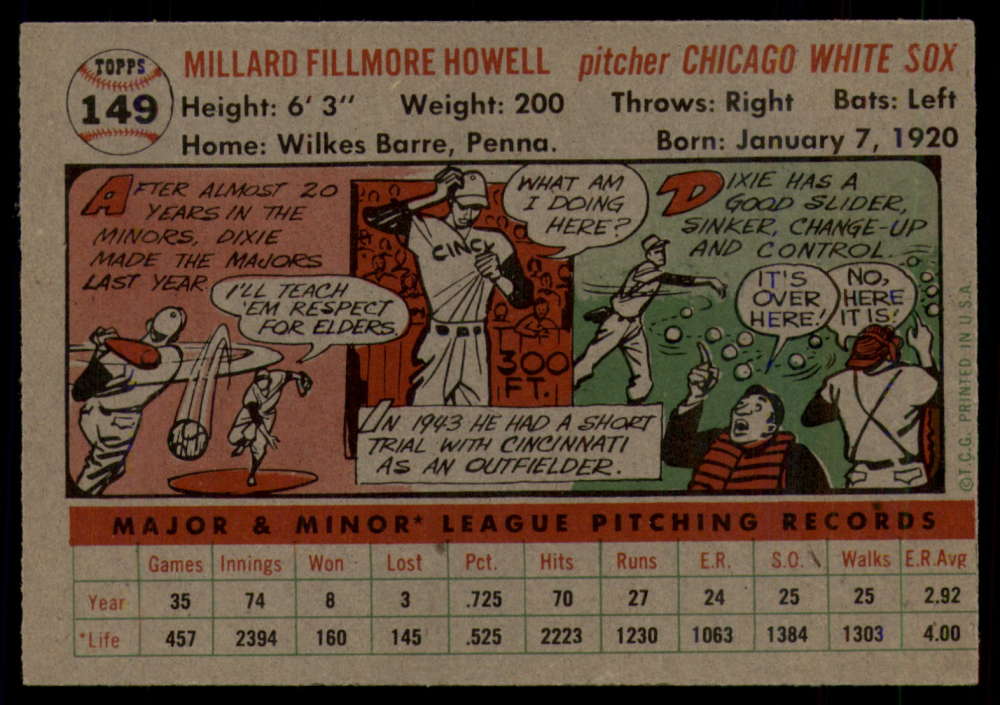 TOPPS
149
MILLARD FILLMORE HOWELL pitcher CHICAGO WHITE SOX
Height: 6' 3" Weight: 200 Throws: Right Bats: Left
Home: Wilkes Barre, Penna. Born: January 7, 1920
AFTER ALMOST 20
YEARS IN THE
MINORS, DIXIE
MADE THE MAJORS
LAST YEAR.
I'LL TEACH
'EM RESPECT
FOR ELDERS.
CINCY
WHAT AM
I DOING
HERE?
300
FT.
IN 1943 HE HAD A SHORT
TRIAL WITH CINCINNATI
AS AN OUTFIELDER.
DIXIE HAS A
GOOD SLIDER,
SINKER, CHANGE-UP
AND CONTROL.
IT'S
OVER
HERE!
NO,
HERE
IT IS!
©T.C.G. PRINTED IN U.S.A.
MAJOR & MINOR* LEAGUE PITCHING RECORDS
Games Innings Won Lost Pct. Hits Runs E.R. S.O. Walks E.R.Avg
Year 35 74 8 3 .725 70 27 24 25 25 2.92
*Life 457 2394 160 145 .525 2223 1230 1063 1384 1303 4.00